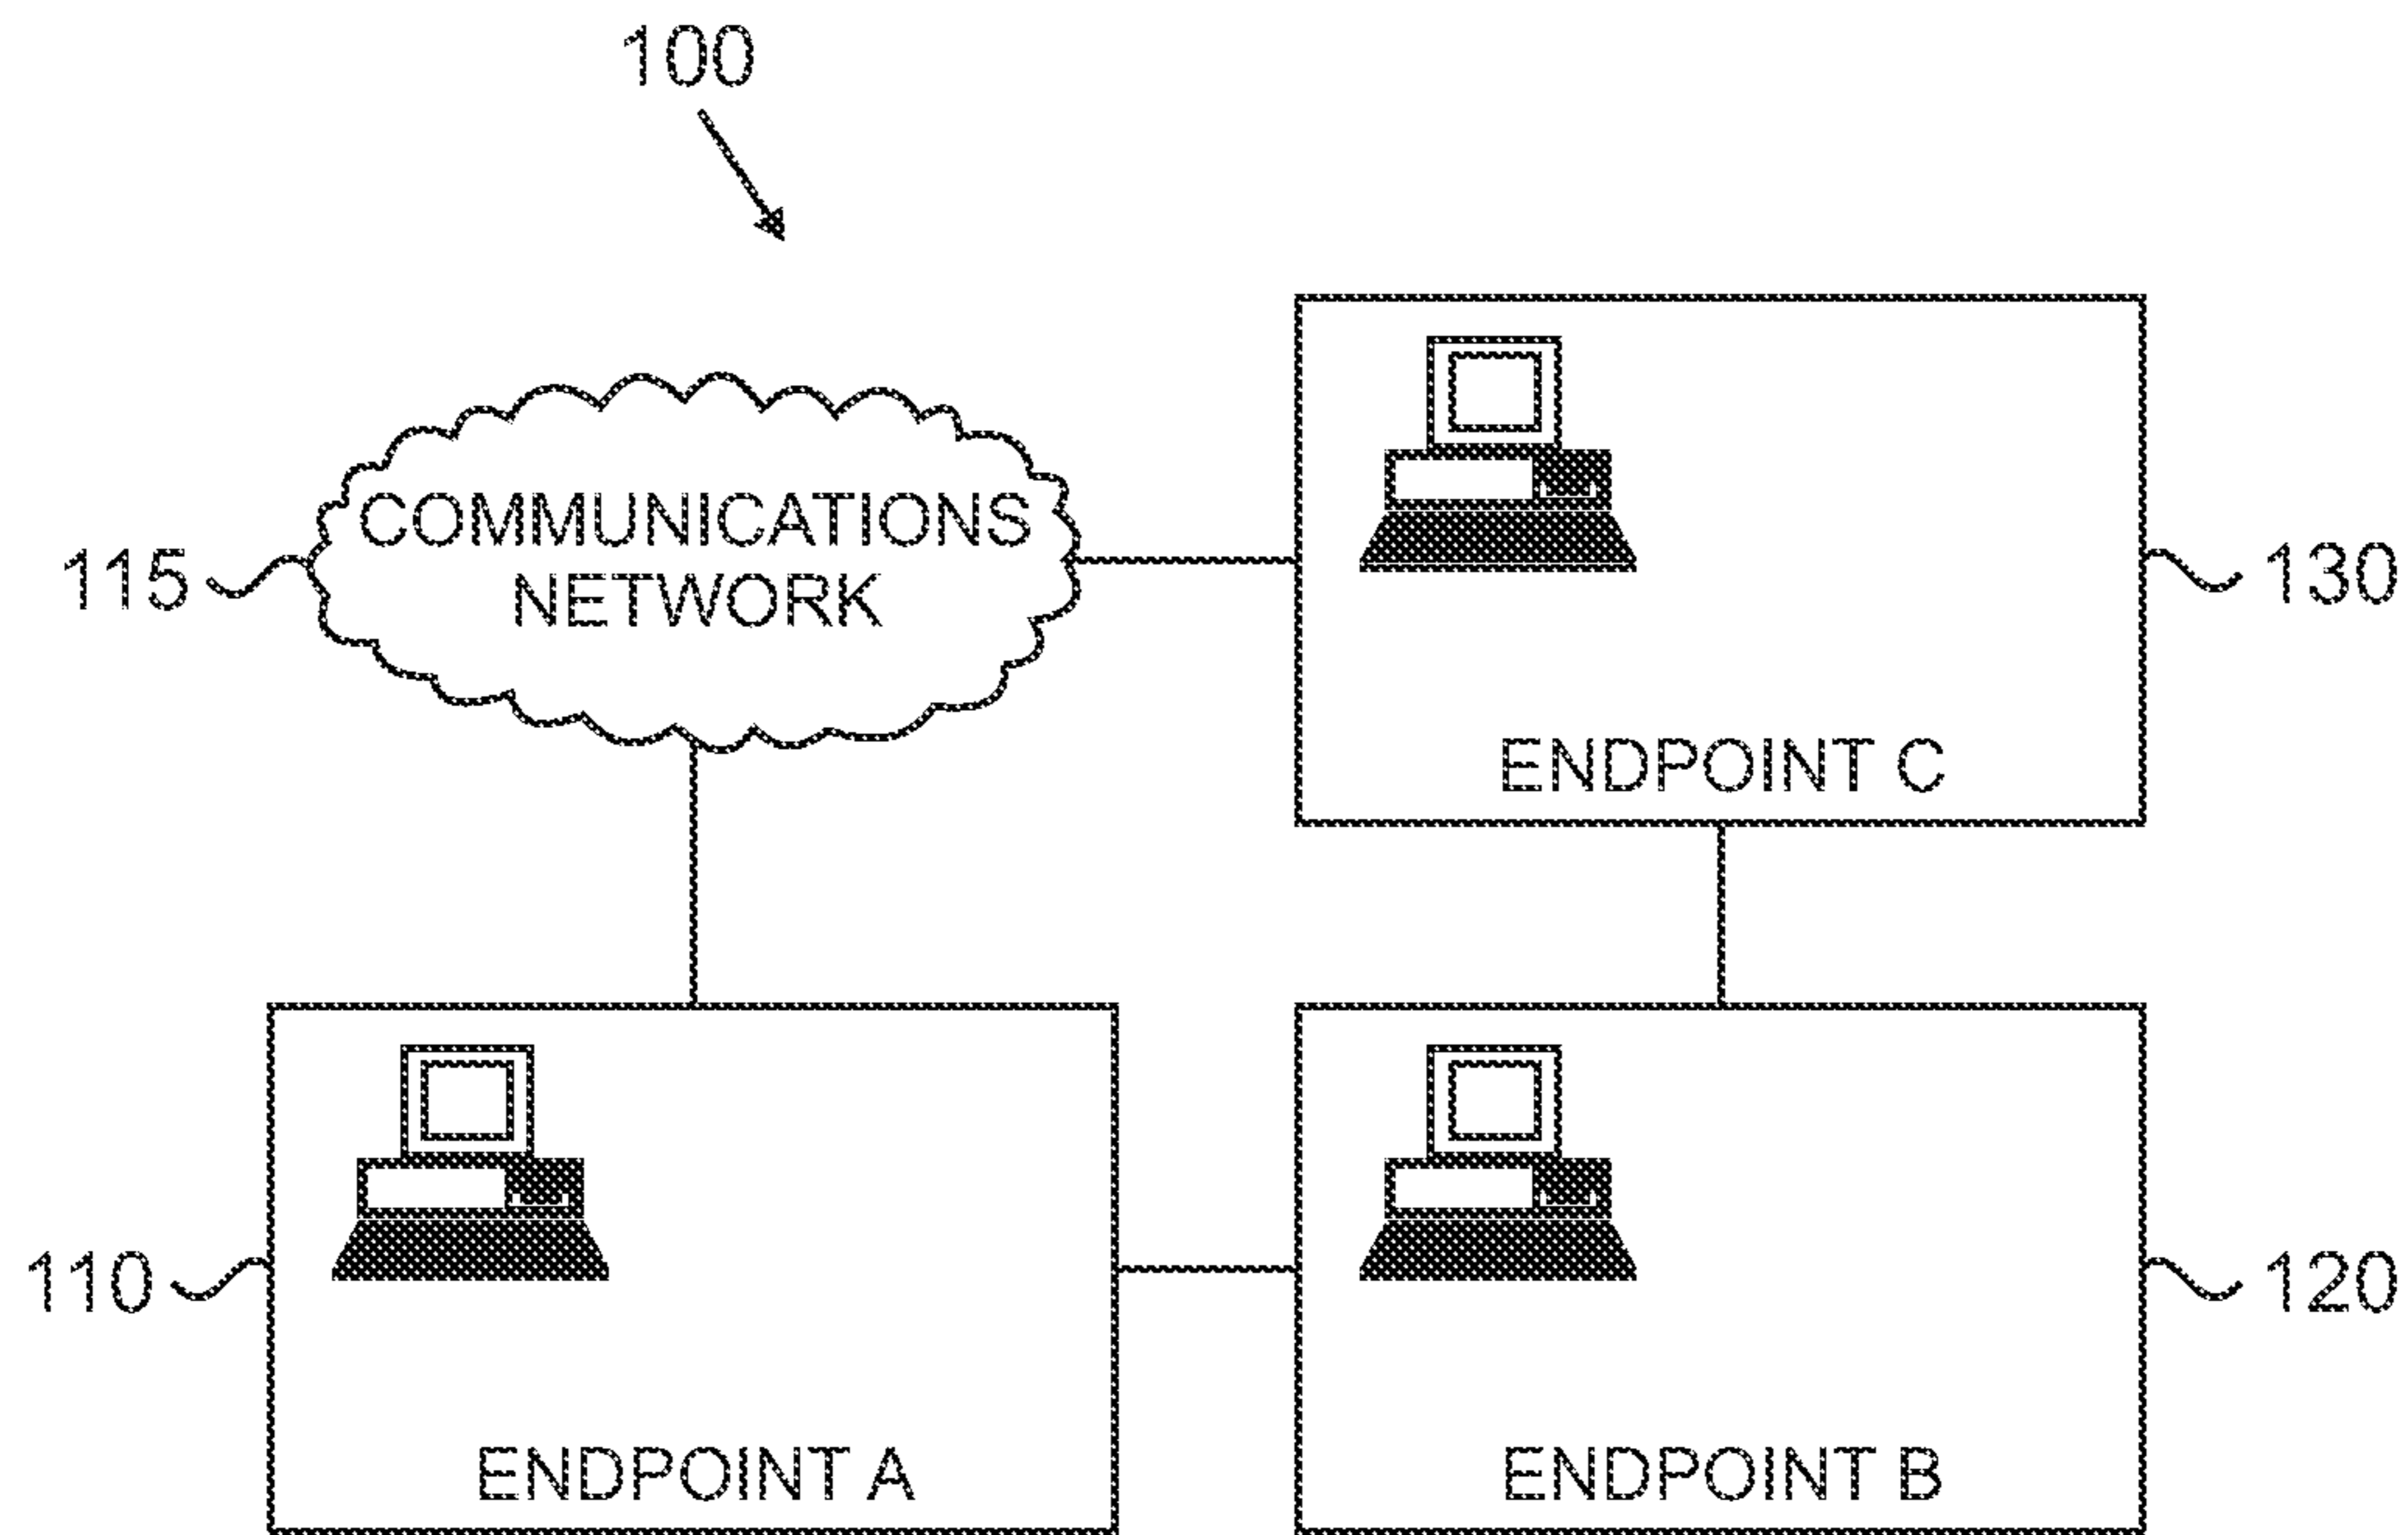 100
COMMUNICATIONS
NETWORK
115
130
ENDPOINT C
110
120
ENDPOINT A
ENDPOINT B